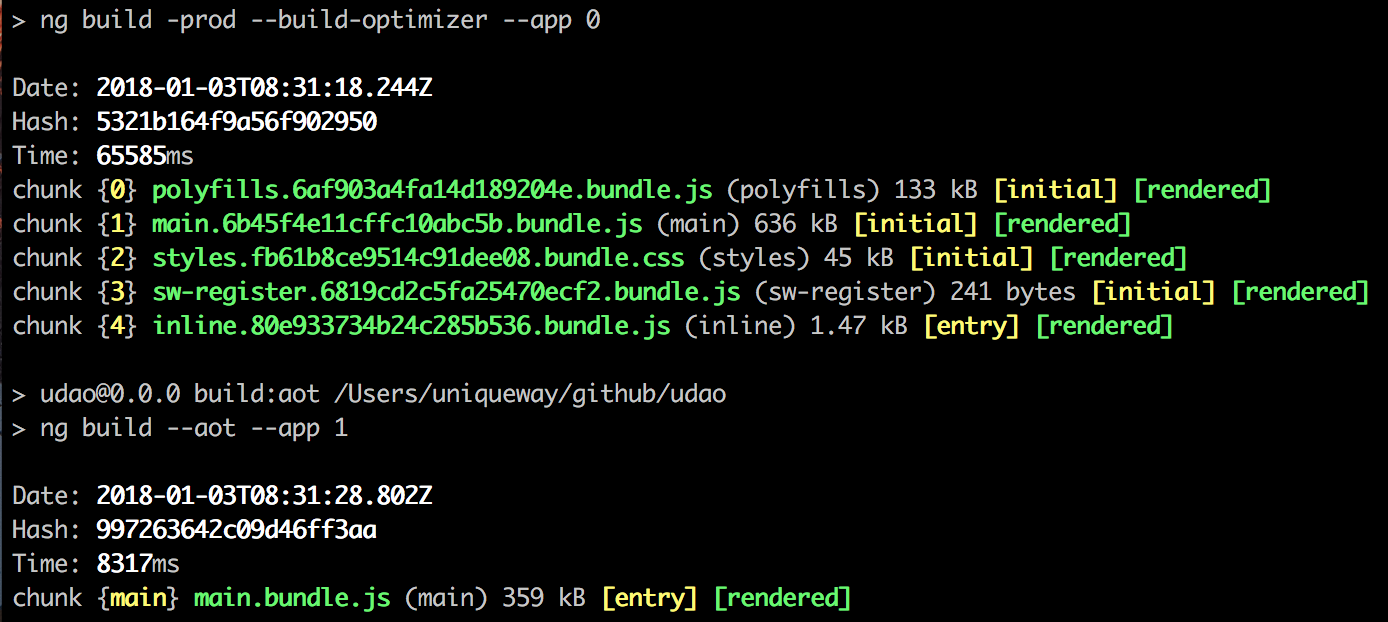 > ng build -prod --build-optimizer --app 0
Date: 2018-01-03T08:31:18.244Z
Hash: 5321b164f9a56f902950
Time: 65585ms
chunk {0} polyfills.6af903a4fa14d189204e.bundle.js (polyfills) 133 kB [initial] [rendered]
chunk {1} main.6b45f4e11cffc10abc5b.bundle.js (main) 636 kB [initial] [rendered]
chunk {2} styles.fb61b8ce9514c91dee08.bundle.css (styles) 45 kB [initial] [rendered]
chunk {3} sw-register.6819cd2c5fa25470ecf2.bundle.js (sw-register) 241 bytes [initial] [rendered]
chunk {4} inline.80e933734b24c285b536.bundle.js (inline) 1.47 kB [entry] [rendered]
> udao@0.0.0 build:aot /Users/uniqueway/github/udao
> ng build --aot --app 1
Date: 2018-01-03T08:31:28.802Z
Hash: 997263642c09d46ff3aa
Time: 8317ms
chunk {main} main.bundle.js (main) 359 kB [entry] [rendered]